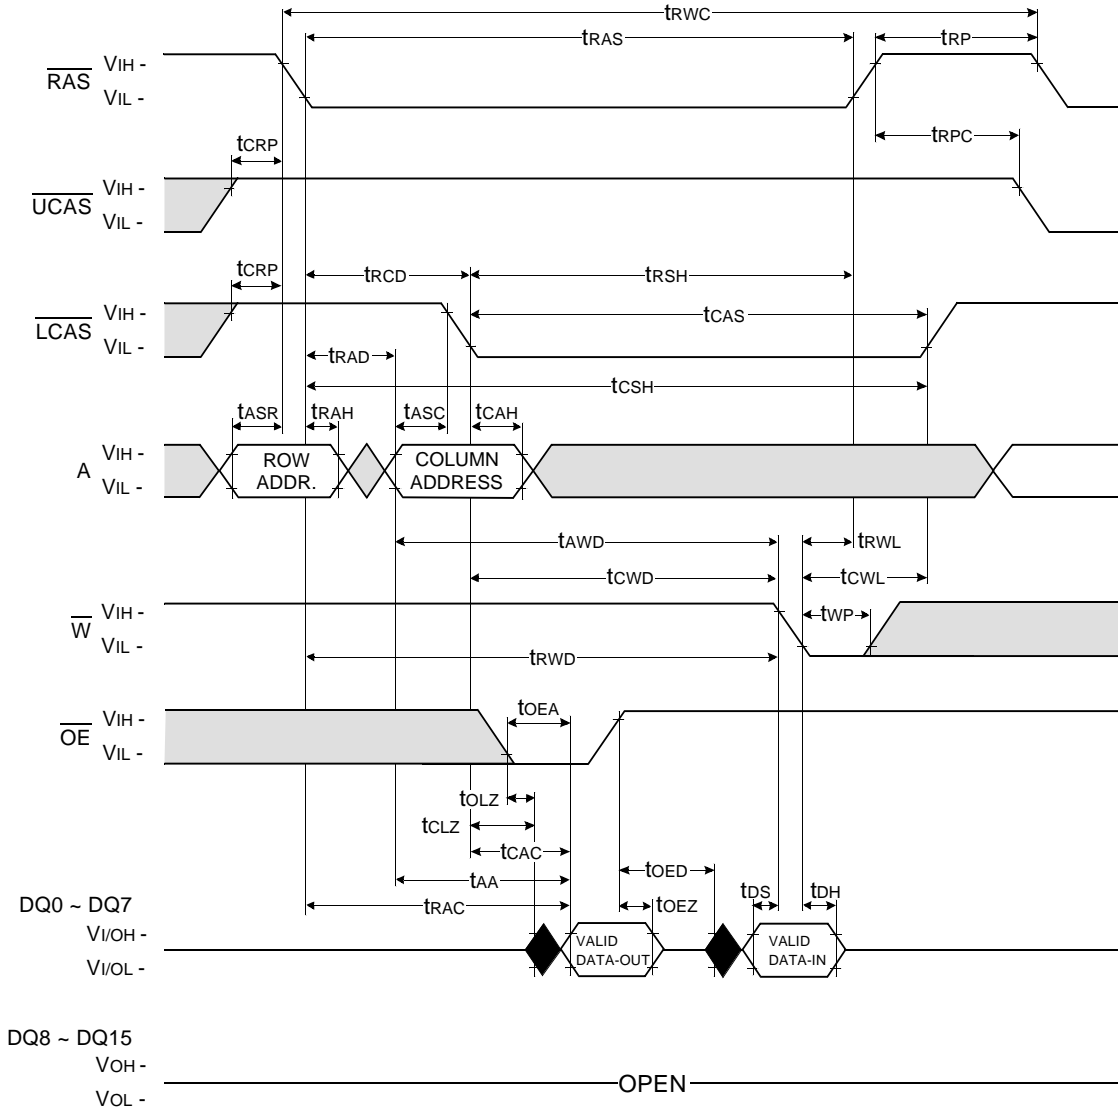 tRWC
tRAS
tRP
RAS
VIH -
VIL -
tRPC
tCRP
UCAS
VIH -
VIL -
tCRP
tRCD
tRSH
LCAS
VIH -
VIL -
tCAS
tRAD
tCSH
tASR
tRAH
tASC
tCAH
A
VIH -
VIL -
ROW
ADDR.
COLUMN
ADDRESS
tAWD
tRWL
tCWD
tCWL
W
VIH -
VIL -
tWP
tRWD
OE
VIH -
VIL -
tOEA
tOLZ
tCLZ
tCAC
tOED
tAA
tDS
tDH
tRAC
tOEZ
DQ0 ~ DQ7
VI/OH -
VI/OL -
VALID
DATA-OUT
VALID
DATA-IN
DQ8 ~ DQ15
VOH -
VOL -
OPEN